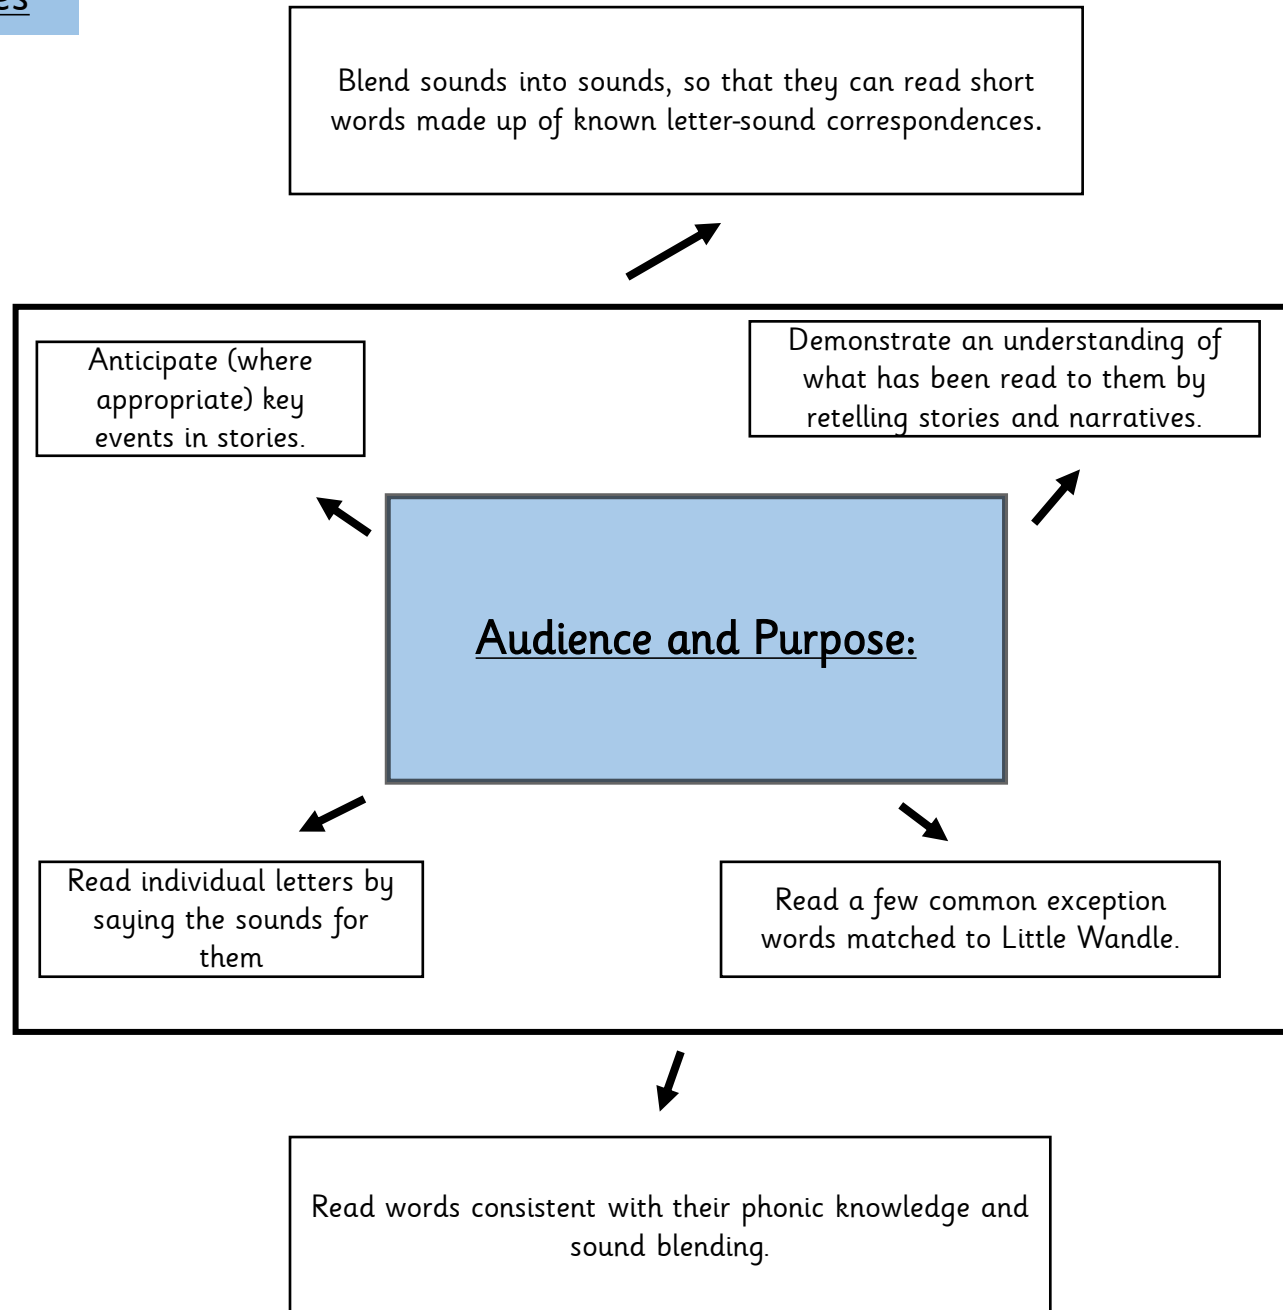 Blend sounds into sounds, so that they can read short
words made up of known letter-sound correspondences.
Anticipate (where
appropriate) key
events in stories.
Demonstrate an understanding of
what has been read to them by
retelling stories and narratives.
Audience and Purpose:
Read individual letters by
saying the sounds for
them
Read a few common exception
words matched to Little Wandle.
Read words consistent with their phonic knowledge and
sound blending.